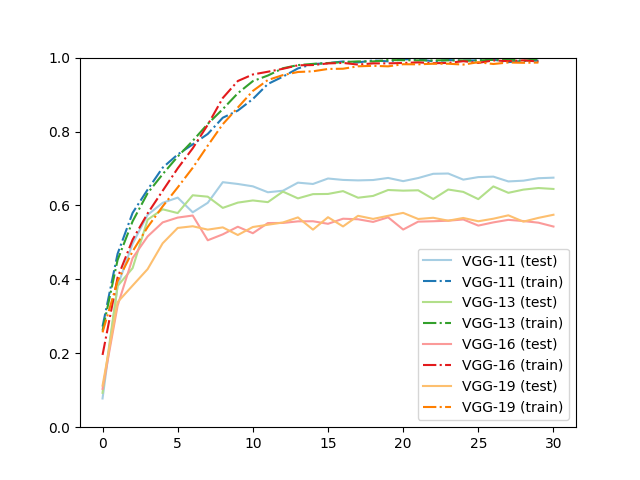 1.0
0.8
0.6
0.4
0.2
0.0
0 5 10 15 20 25 30
VGG-11 (test)
VGG-11 (train)
VGG-13 (test)
VGG-13 (train)
VGG-16 (test)
VGG-16 (train)
VGG-19 (test)
VGG-19 (train)